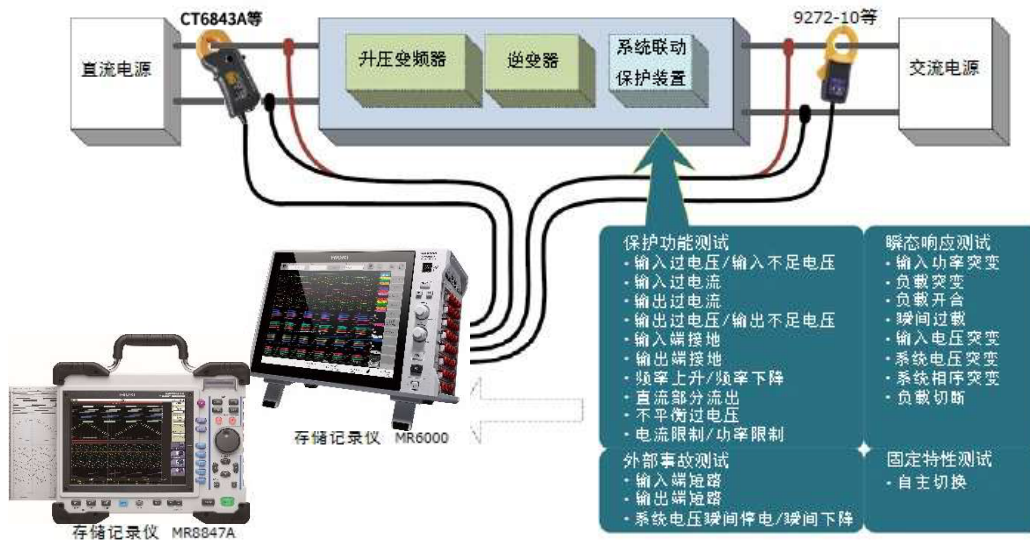 CT6843A等
9272-10等
直流电源
升压变频器
逆变器
系统联动
保护装置
交流电源
保护功能测试
・输入过电压/输入不足电压
・输入过电流
・输出过电流
・输出过电压/输出不足电压
・输入端接地
・输出端接地
・频率上升/频率下降
・直流部分流出
・不平衡过电压
・电流限制/功率限制
瞬态响应测试
・输入功率突变
・负载突变
・负载开合
・瞬间过载
・输入电压突变
・系统电压突变
・系统相序突变
・负载切断
外部事故测试
・输入端短路
・输出端短路
・系统电压瞬间停电/瞬间下降
固定特性测试
・自主切换
存储记录仪 MR6000
存储记录仪 MR8847A
HIOKI
HIOKI